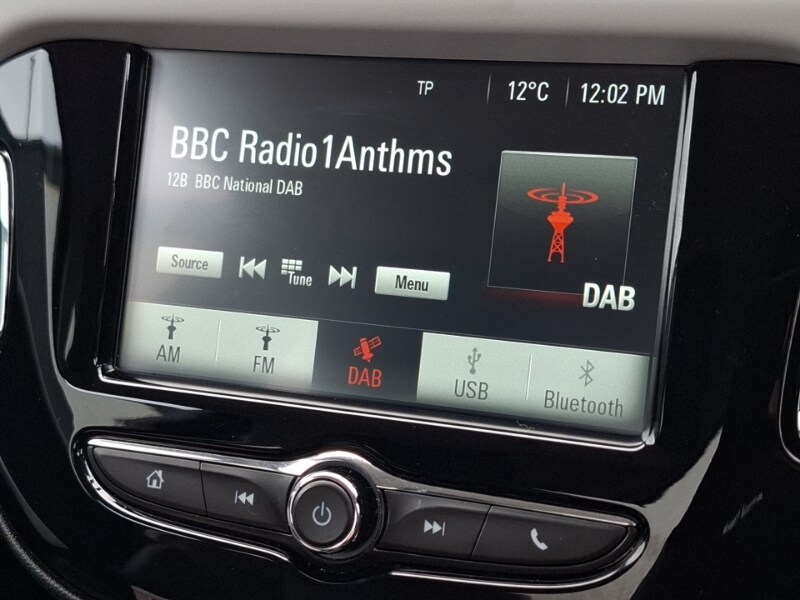 TP 12°C 12:02 PM
BBC Radio1Anthms
12B BBC National DAB
Source Tune Menu
DAB
AM FM DAB USB Bluetooth